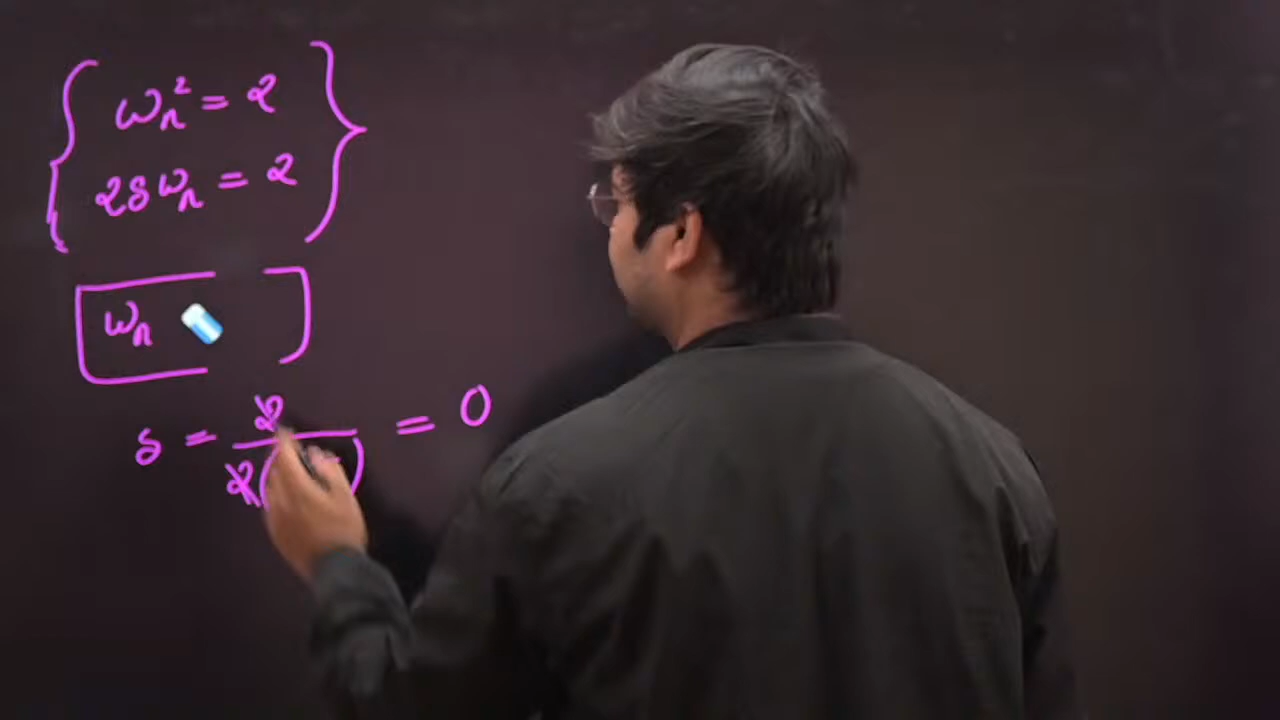 ωn² = 2
2δωn = 2
ωn
δ = 2 / 2( ) = 0